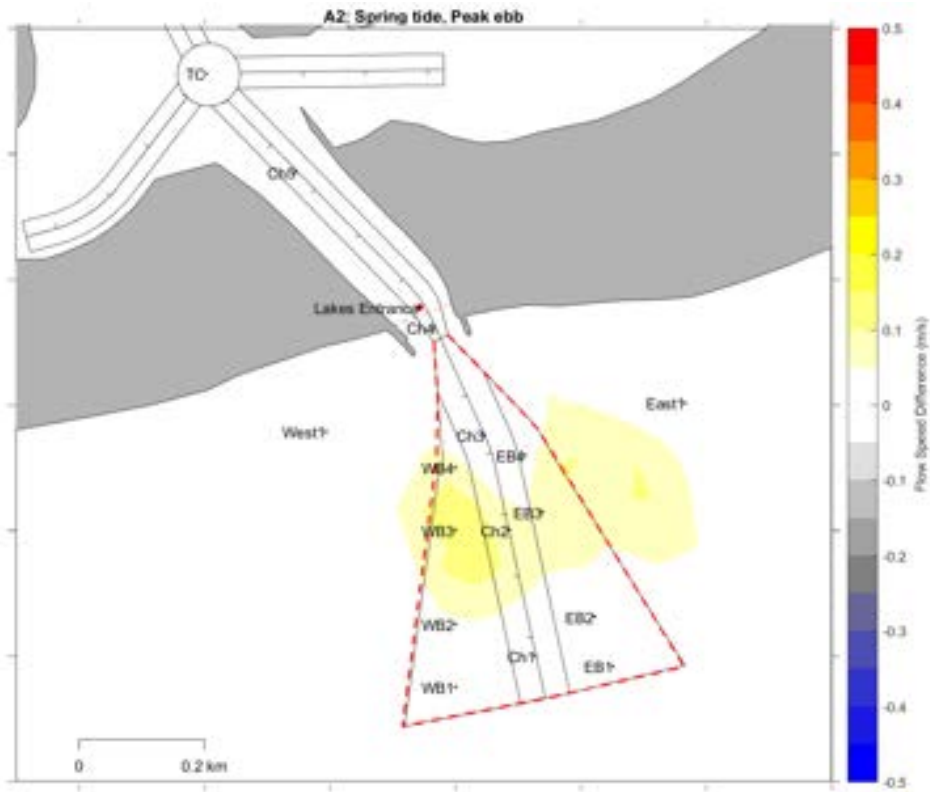 A2: Spring tide, Peak ebb
TC
Ch5
Lakes Entrance
Ch4
West1
East1
Ch3
EB4
WB4
EB3
WB3
Ch2
EB2
WB2
Ch1
EB1
WB1
0
0.2 km
0.5
0.4
0.3
0.2
0.1
0
-0.1
-0.2
-0.3
-0.4
-0.5
Flow Speed Difference (m/s)